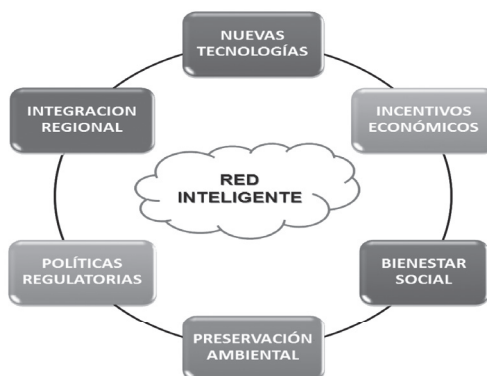 NUEVAS
TECNOLOGÍAS
INTEGRACION
REGIONAL
INCENTIVOS
ECONÓMICOS
RED
INTELIGENTE
POLÍTICAS
REGULATORIAS
BIENESTAR
SOCIAL
PRESERVACIÓN
AMBIENTAL